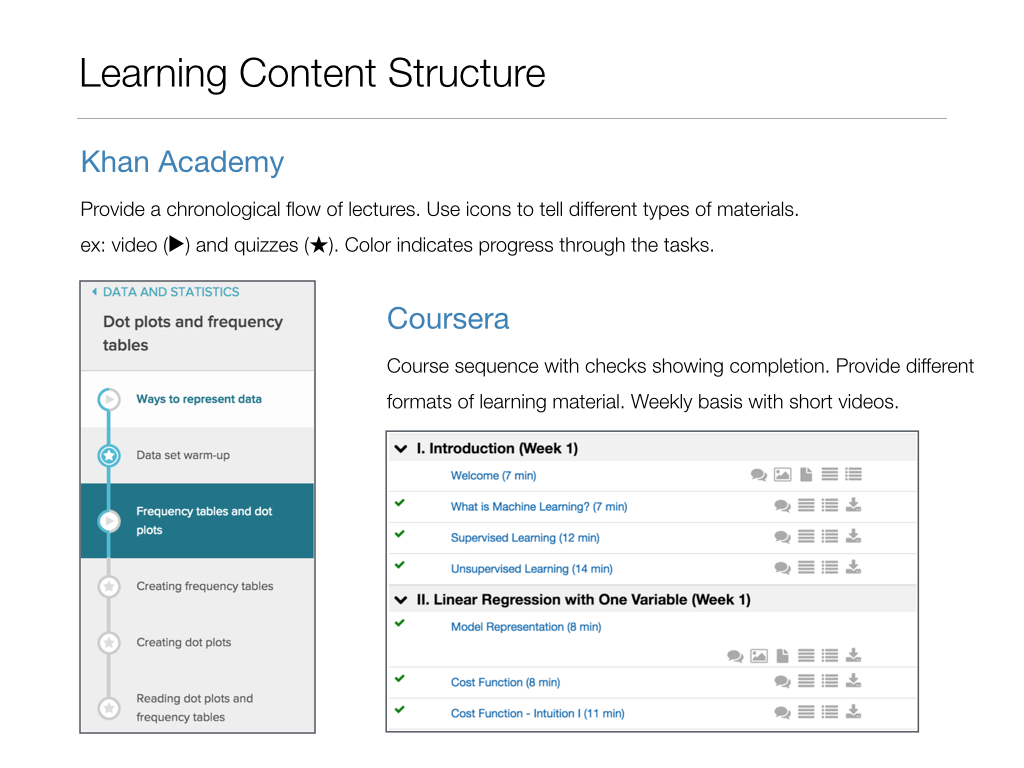 Learning Content Structure
Khan Academy
Provide a chronological flow of lectures. Use icons to tell different types of materials.
ex: video (▶) and quizzes (★). Color indicates progress through the tasks.
DATA AND STATISTICS
Dot plots and frequency
tables
Ways to represent data
Data set warm-up
Frequency tables and dot
plots
Creating frequency tables
Creating dot plots
Reading dot plots and
frequency tables
Coursera
Course sequence with checks showing completion. Provide different
formats of learning material. Weekly basis with short videos.
I. Introduction (Week 1)
Welcome (7 min)
What is Machine Learning? (7 min)
Supervised Learning (12 min)
Unsupervised Learning (14 min)
II. Linear Regression with One Variable (Week 1)
Model Representation (8 min)
Cost Function (8 min)
Cost Function - Intuition I (11 min)